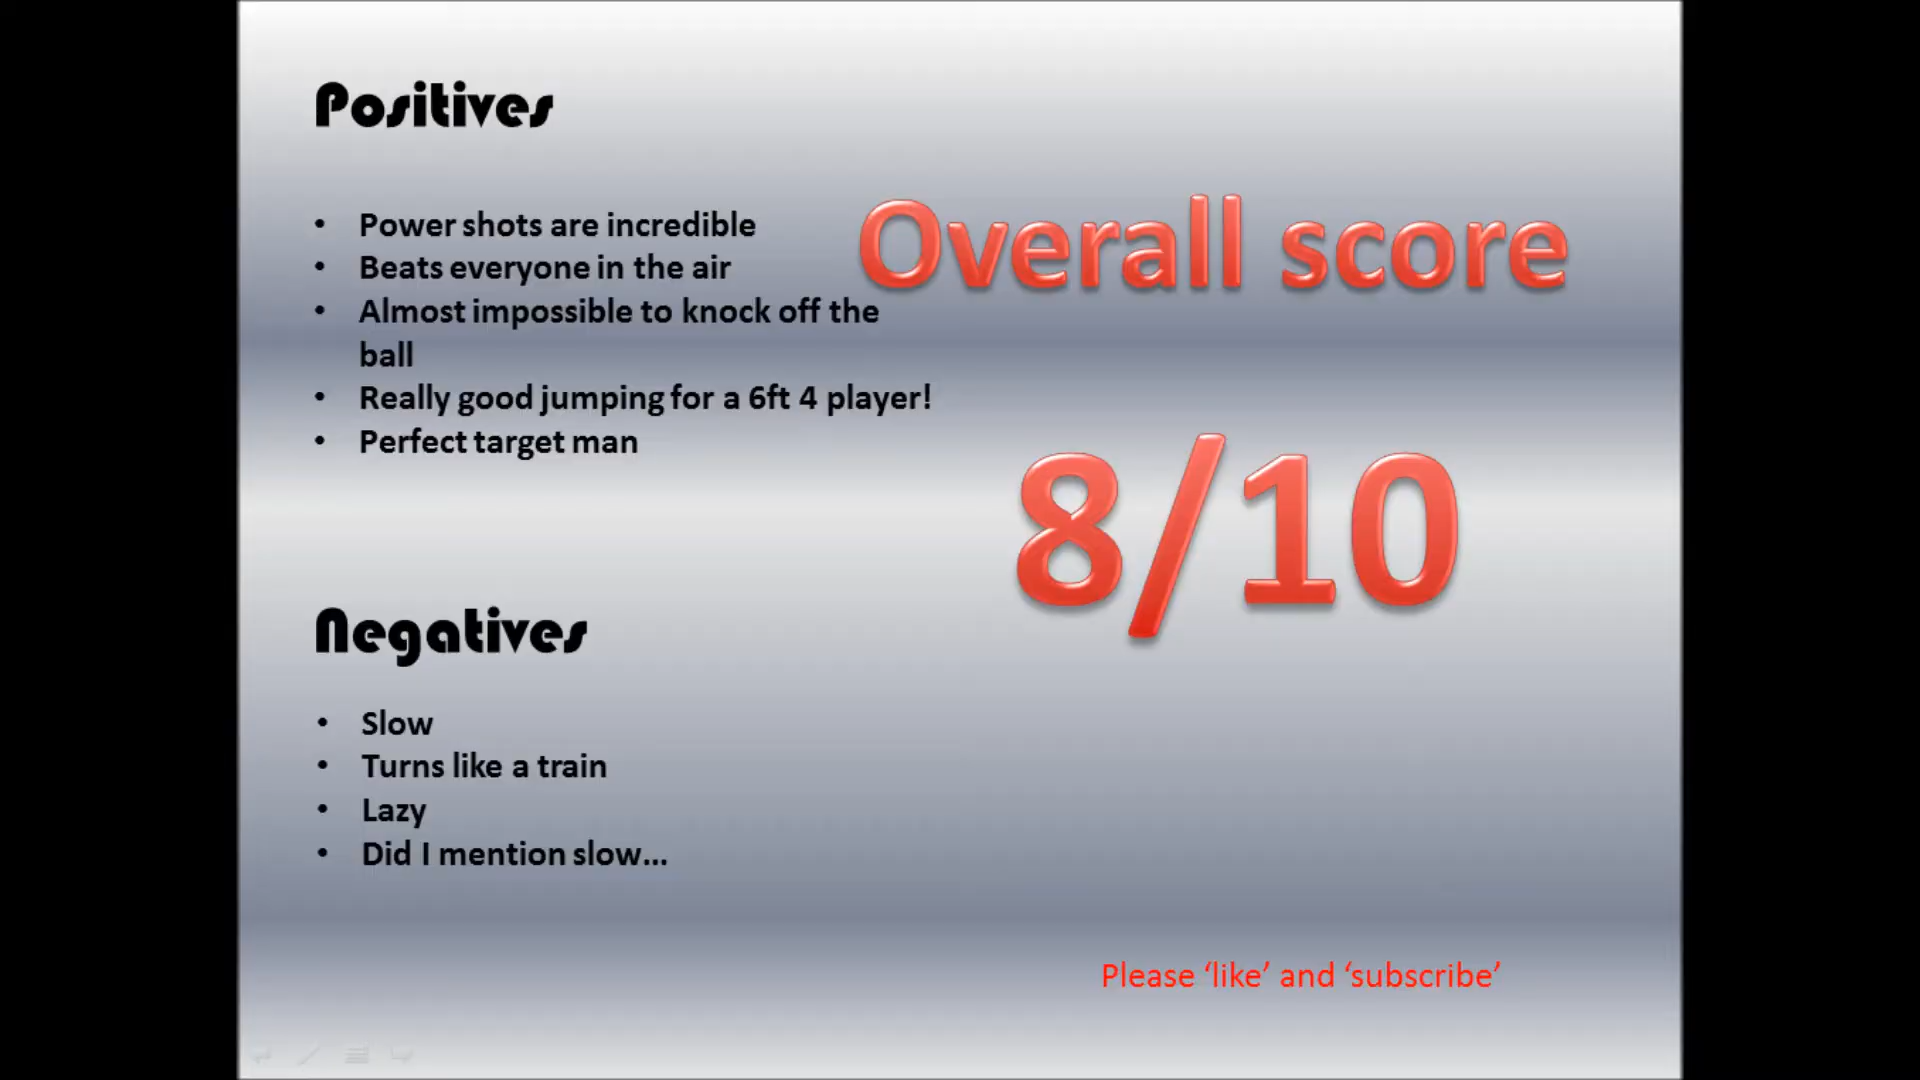 Positives
• Power shots are incredible
• Beats everyone in the air
• Almost impossible to knock off the
ball
• Really good jumping for a 6ft 4 player!
• Perfect target man
Overall score
8/10
Negatives
• Slow
• Turns like a train
• Lazy
• Did I mention slow...
Please ‘like’ and ‘subscribe’